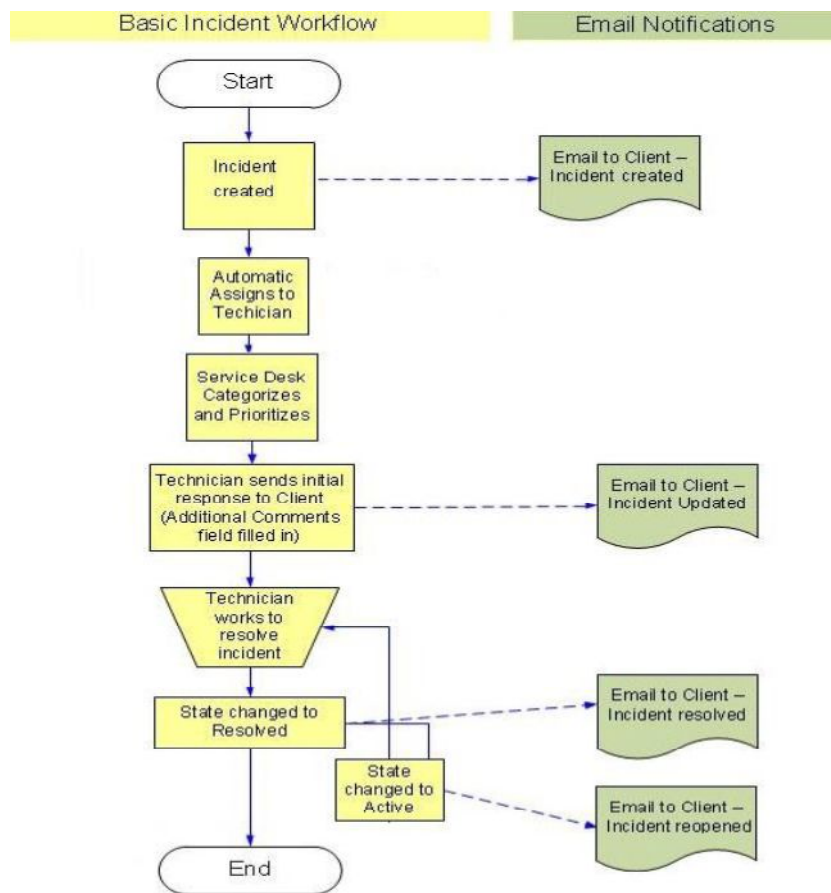 Basic Incident Workflow
Email Notifications
Start
Incident
created
Email to Client –
Incident created
Automatic
Assigns to
Techician
Service Desk
Categorizes
and Prioritizes
Technician sends initial
response to Client
(Additional Comments
field filled in)
Email to Client –
Incident Updated
Technician
works to
resolve
incident
State changed to
Resolved
Email to Client –
Incident resolved
State
changed to
Active
Email to Client –
Incident reopened
End